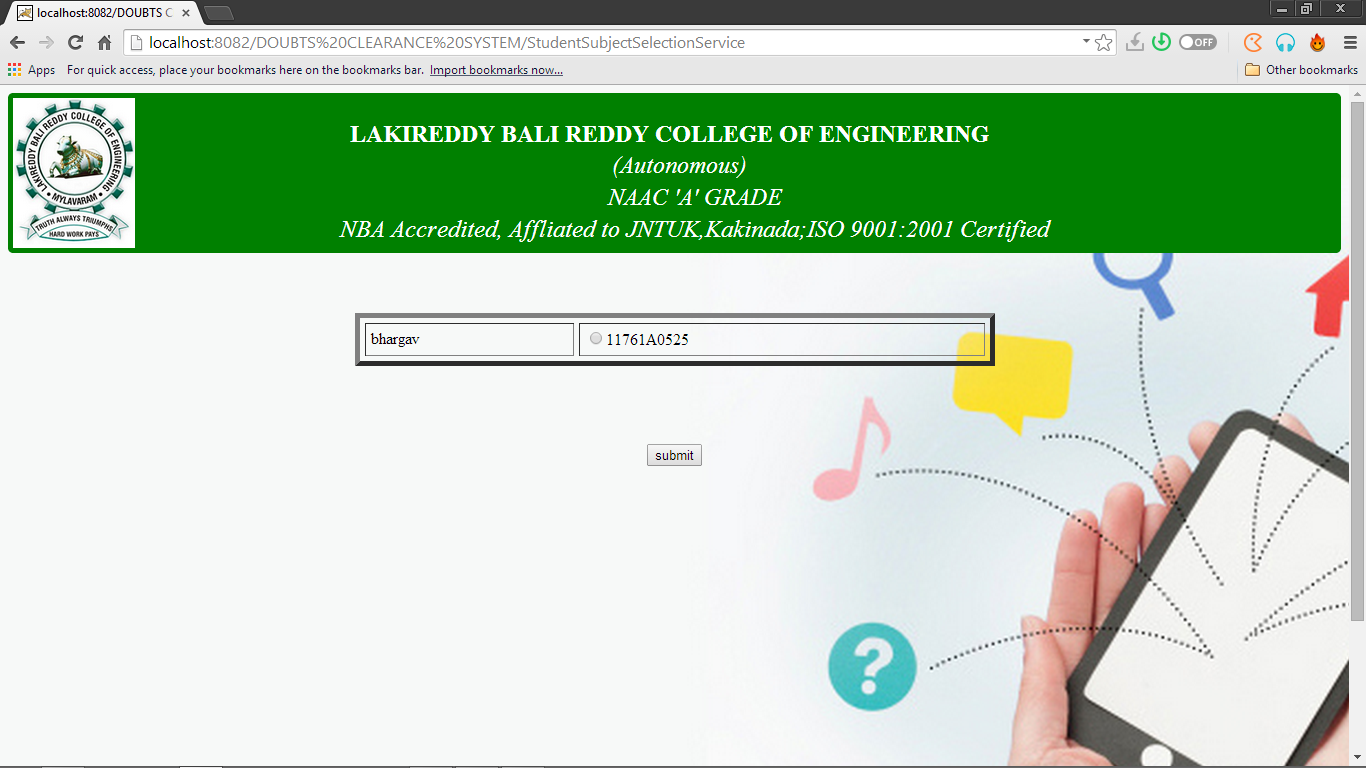 localhost:8082/DOUBTS C
localhost:8082/DOUBTS%20CLEARANCE%20SYSTEM/StudentSubjectSelectionService
OFF
Apps For quick access, place your bookmarks here on the bookmarks bar. Import bookmarks now... Other bookmarks
LAKIREDDY BALI REDDY COLLEGE OF ENGINEERING
• MYLAVARAM •
TRUTH ALWAYS TRIUMPHS
HARD WORK PAYS
LAKIREDDY BALI REDDY COLLEGE OF ENGINEERING
(Autonomous)
NAAC 'A' GRADE
NBA Accredited, Affliated to JNTUK,Kakinada;ISO 9001:2001 Certified
bhargav 11761A0525
submit
?